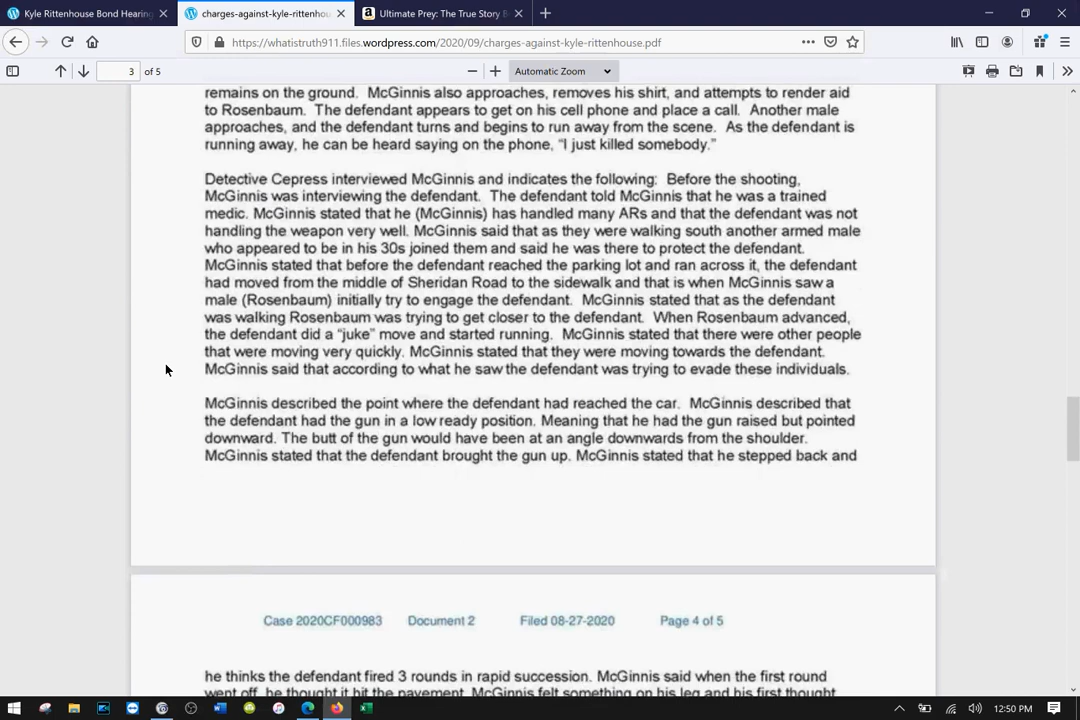 Kyle Rittenhouse Bond Hearing
charges-against-kyle-rittenhou
Ultimate Prey: The True Story B
https://whatistruth911.files.wordpress.com/2020/09/charges-against-kyle-rittenhouse.pdf
3 of 5
Automatic Zoom
remains on the ground. McGinnis also approaches, removes his shirt, and attempts to render aid
to Rosenbaum. The defendant appears to get on his cell phone and place a call. Another male
approaches, and the defendant turns and begins to run away from the scene. As the defendant is
running away, he can be heard saying on the phone, “I just killed somebody.”
Detective Cepress interviewed McGinnis and indicates the following: Before the shooting,
McGinnis was interviewing the defendant. The defendant told McGinnis that he was a trained
medic. McGinnis stated that he (McGinnis) has handled many ARs and that the defendant was not
handling the weapon very well. McGinnis said that as they were walking south another armed male
who appeared to be in his 30s joined them and said he was there to protect the defendant.
McGinnis stated that before the defendant reached the parking lot and ran across it, the defendant
had moved from the middle of Sheridan Road to the sidewalk and that is when McGinnis saw a
male (Rosenbaum) initially try to engage the defendant. McGinnis stated that as the defendant
was walking Rosenbaum was trying to get closer to the defendant. When Rosenbaum advanced,
the defendant did a “juke” move and started running. McGinnis stated that there were other people
that were moving very quickly. McGinnis stated that they were moving towards the defendant.
McGinnis said that according to what he saw the defendant was trying to evade these individuals.
McGinnis described the point where the defendant had reached the car. McGinnis described that
the defendant had the gun in a low ready position. Meaning that he had the gun raised but pointed
downward. The butt of the gun would have been at an angle downwards from the shoulder.
McGinnis stated that the defendant brought the gun up. McGinnis stated that he stepped back and
Case 2020CF000983 Document 2 Filed 08-27-2020 Page 4 of 5
he thinks the defendant fired 3 rounds in rapid succession. McGinnis said when the first round
went off, he thought it hit the pavement. McGinnis felt something on his leg and his first thought
12:50 PM